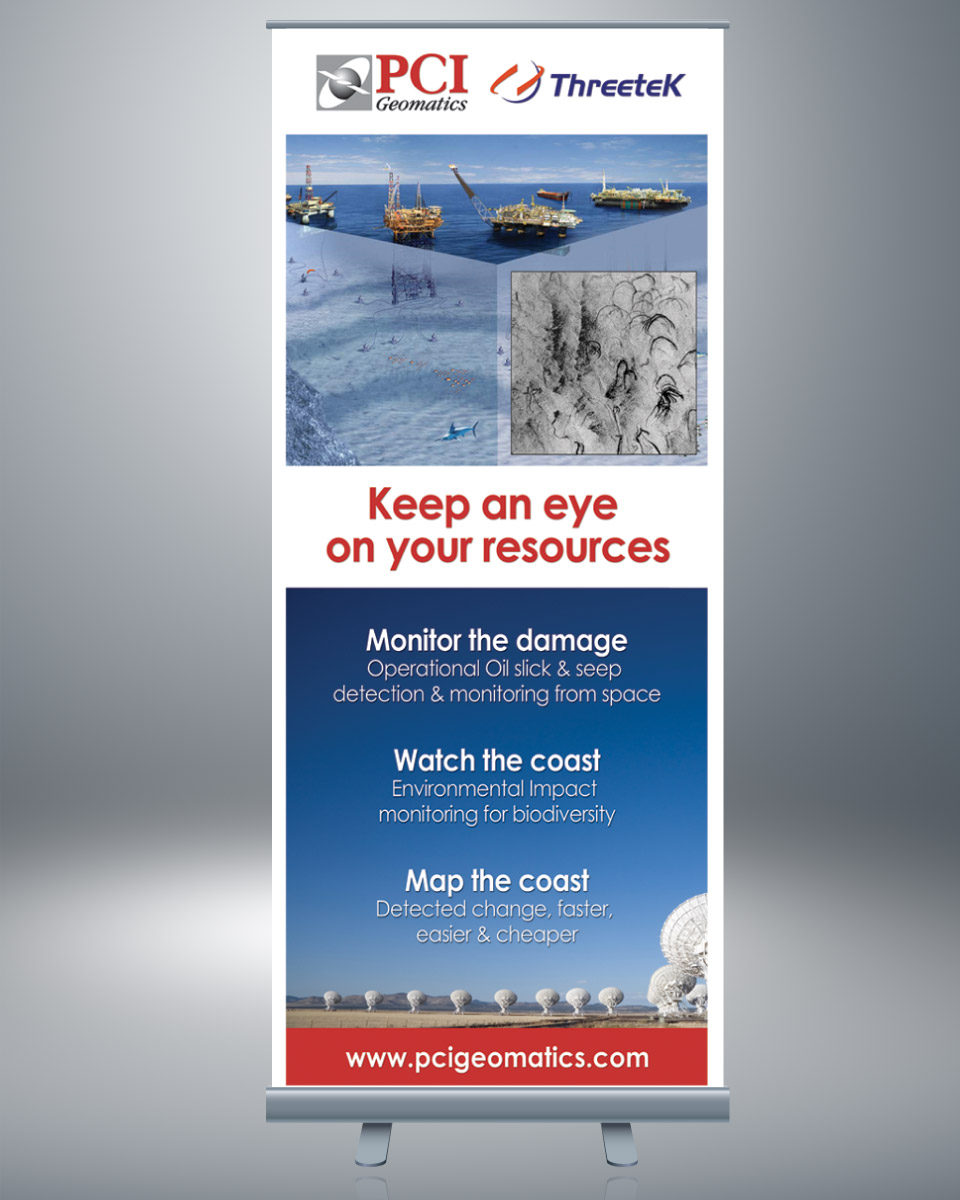 PCI
Geomatics
ThreeteK
Keep an eye
on your resources
Monitor the damage
Operational Oil slick & seep
detection & monitoring from space
Watch the coast
Environmental Impact
monitoring for biodiversity
Map the coast
Detected change, faster,
easier & cheaper
www.pcigeomatics.com